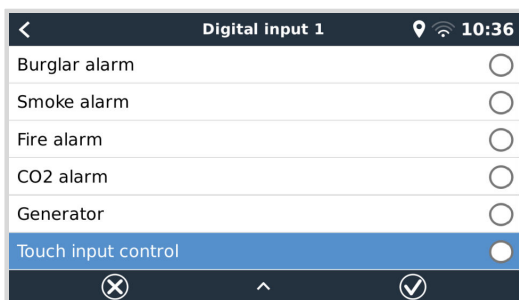 Digital input 1 10:36
Burglar alarm
Smoke alarm
Fire alarm
CO2 alarm
Generator
Touch input control